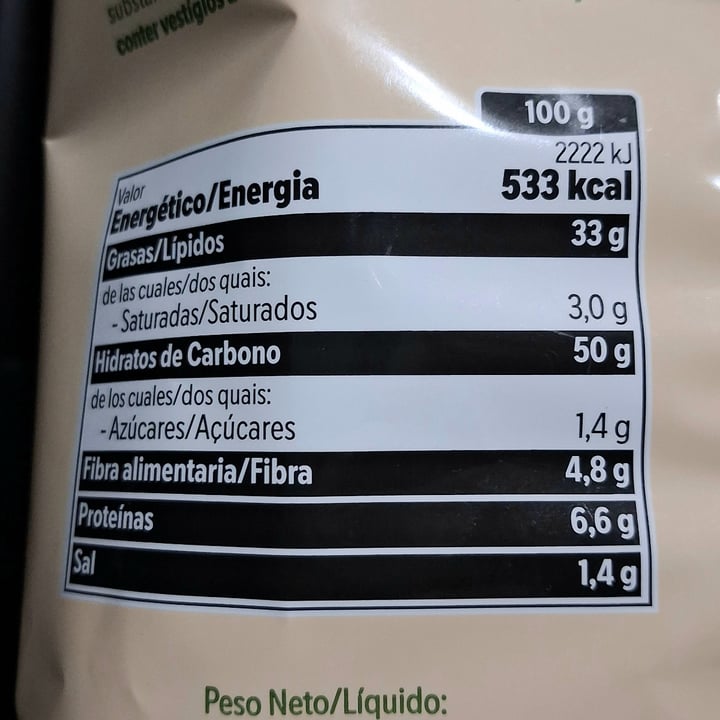 conter vestígios
100 g
2222 kJ
Valor
Energético/Energia 533 kcal
Grasas/Lípidos 33 g
de las cuales/dos quais:
- Saturadas/Saturados 3,0 g
Hidratos de Carbono 50 g
de los cuales/dos quais:
- Azúcares/Açúcares 1,4 g
Fibra alimentaria/Fibra 4,8 g
Proteínas 6,6 g
Sal 1,4 g
Peso Neto/Líquido: